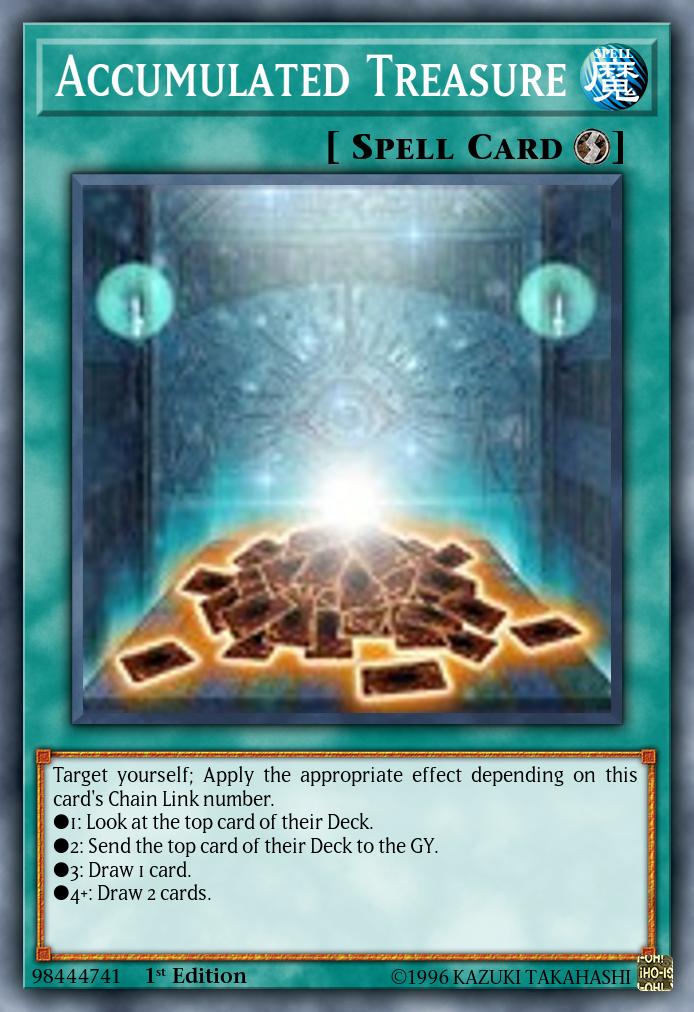 ACCUMULATED TREASURE
SPELL
魔
[ SPELL CARD ]
Target yourself; Apply the appropriate effect depending on this
card's Chain Link number.
●1: Look at the top card of their Deck.
●2: Send the top card of their Deck to the GY.
●3: Draw 1 card.
●4+: Draw 2 cards.
98444741 1st Edition ©1996 KAZUKI TAKAHASHI